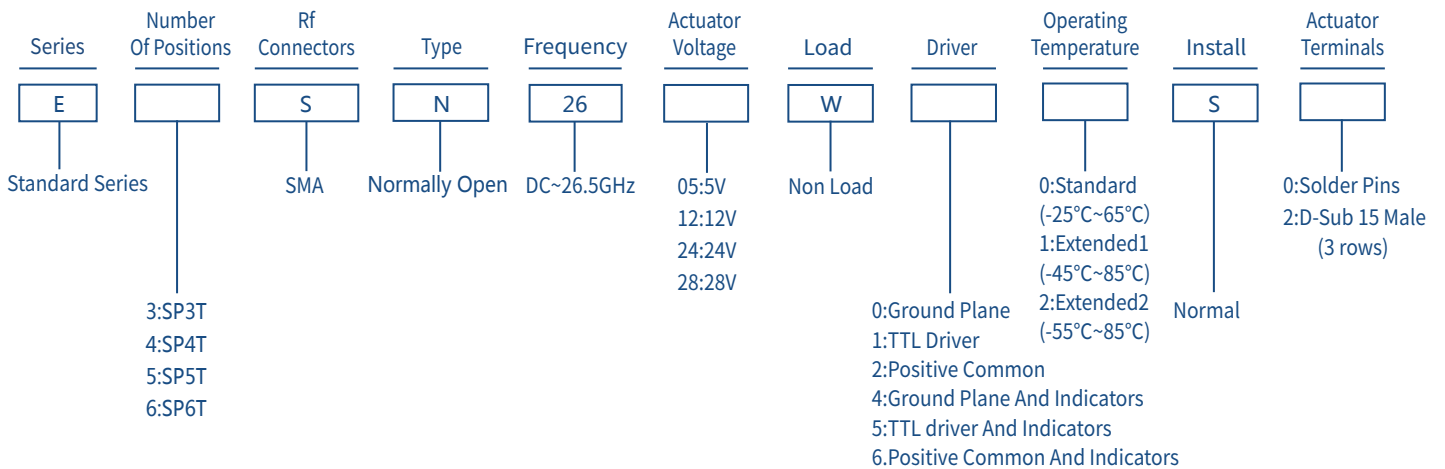 Number
Rf
Actuator
Operating
Actuator
Series
Of Positions
Connectors
Type
Frequency
Voltage
Load
Driver
Temperature
Install
Terminals
E
S
N
26
W
S
Standard Series
SMA
Normally Open
DC~26.5GHz
05:5V
12:12V
24:24V
28:28V
Non Load
0:Standard
(-25°C~65°C)
1:Extended1
(-45°C~85°C)
2:Extended2
(-55°C~85°C)
0:Solder Pins
2:D-Sub 15 Male
(3 rows)
3:SP3T
4:SP4T
5:SP5T
6:SP6T
0:Ground Plane
1:TTL Driver
2:Positive Common
4:Ground Plane And Indicators
5:TTL driver And Indicators
6.Positive Common And Indicators
Normal